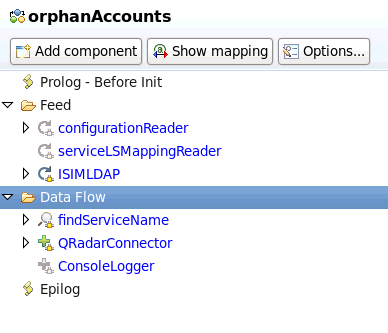 orphanAccounts
Add component Show mapping Options...
Prolog - Before Init
Feed
configurationReader
serviceLSMappingReader
ISIMLDAP
Data Flow
findServiceName
QRadarConnector
ConsoleLogger
Epilog